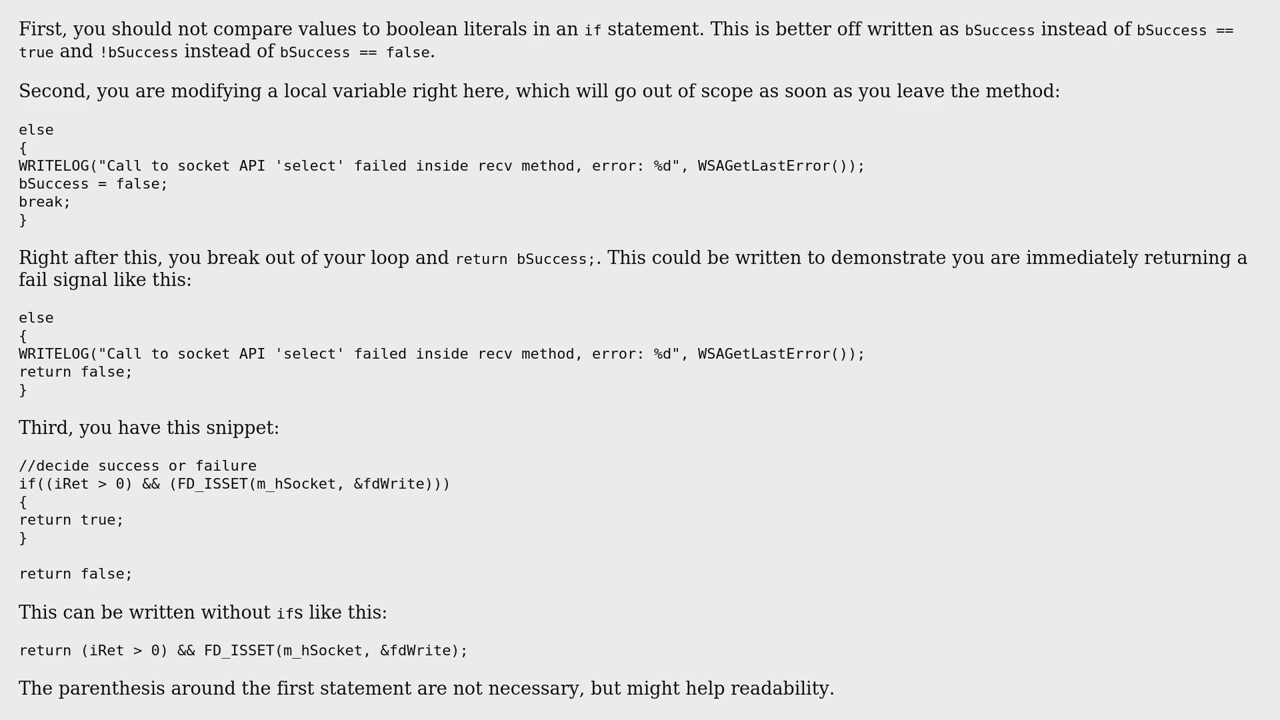 First, you should not compare values to boolean literals in an if statement. This is better off written as bSuccess instead of bSuccess ==
true and !bSuccess instead of bSuccess == false.
Second, you are modifying a local variable right here, which will go out of scope as soon as you leave the method:
else
{
WRITELOG("Call to socket API 'select' failed inside recv method, error: %d", WSAGetLastError());
bSuccess = false;
break;
}
Right after this, you break out of your loop and return bSuccess;. This could be written to demonstrate you are immediately returning a
fail signal like this:
else
{
WRITELOG("Call to socket API 'select' failed inside recv method, error: %d", WSAGetLastError());
return false;
}
Third, you have this snippet:
//decide success or failure
if((iRet > 0) && (FD_ISSET(m_hSocket, &fdWrite)))
{
return true;
}
return false;
This can be written without ifs like this:
return (iRet > 0) && FD_ISSET(m_hSocket, &fdWrite);
The parenthesis around the first statement are not necessary, but might help readability.